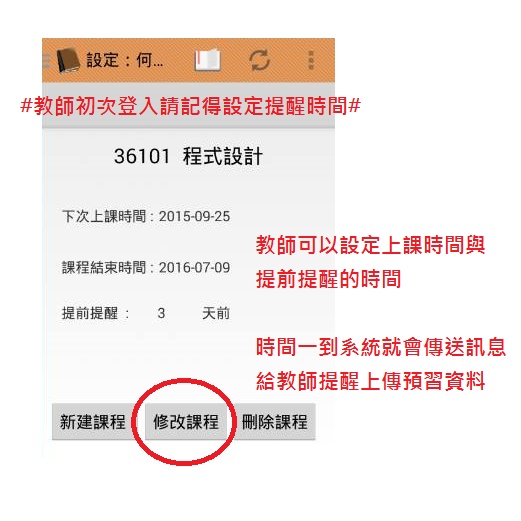 設定：何...
#教師初次登入請記得設定提醒時間#
36101 程式設計
下次上課時間 : 2015-09-25
教師可以設定上課時間與
課程結束時間 : 2016-07-09
提前提醒的時間
提前提醒 : 3 天前
時間一到系統就會傳送訊息
給教師提醒上傳預習資料
新建課程 修改課程 刪除課程